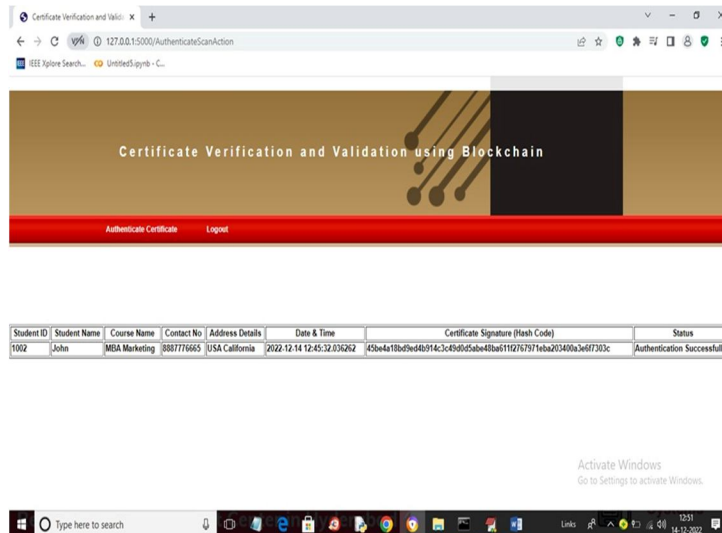 Certificate Verification and Valida
127.0.0.1:5000/AuthenticateScanAction
IEEE Xplore Search... Untitled5.ipynb - C...
Certificate Verification and Validation using Blockchain
Authenticate Certificate Logout
Student ID Student Name Course Name Contact No Address Details Date & Time Certificate Signature (Hash Code) Status
1002 John MBA Marketing 8887776665 USA California 2022-12-14 12:45:32.036262 45be4a18bd9ed4b914c3c49d0d5abe48ba611f2767971eba203400a3e6f7303c Authentication Successfull
Activate Windows
Go to Settings to activate Windows.
Type here to search Links 12:51
14-12-2022